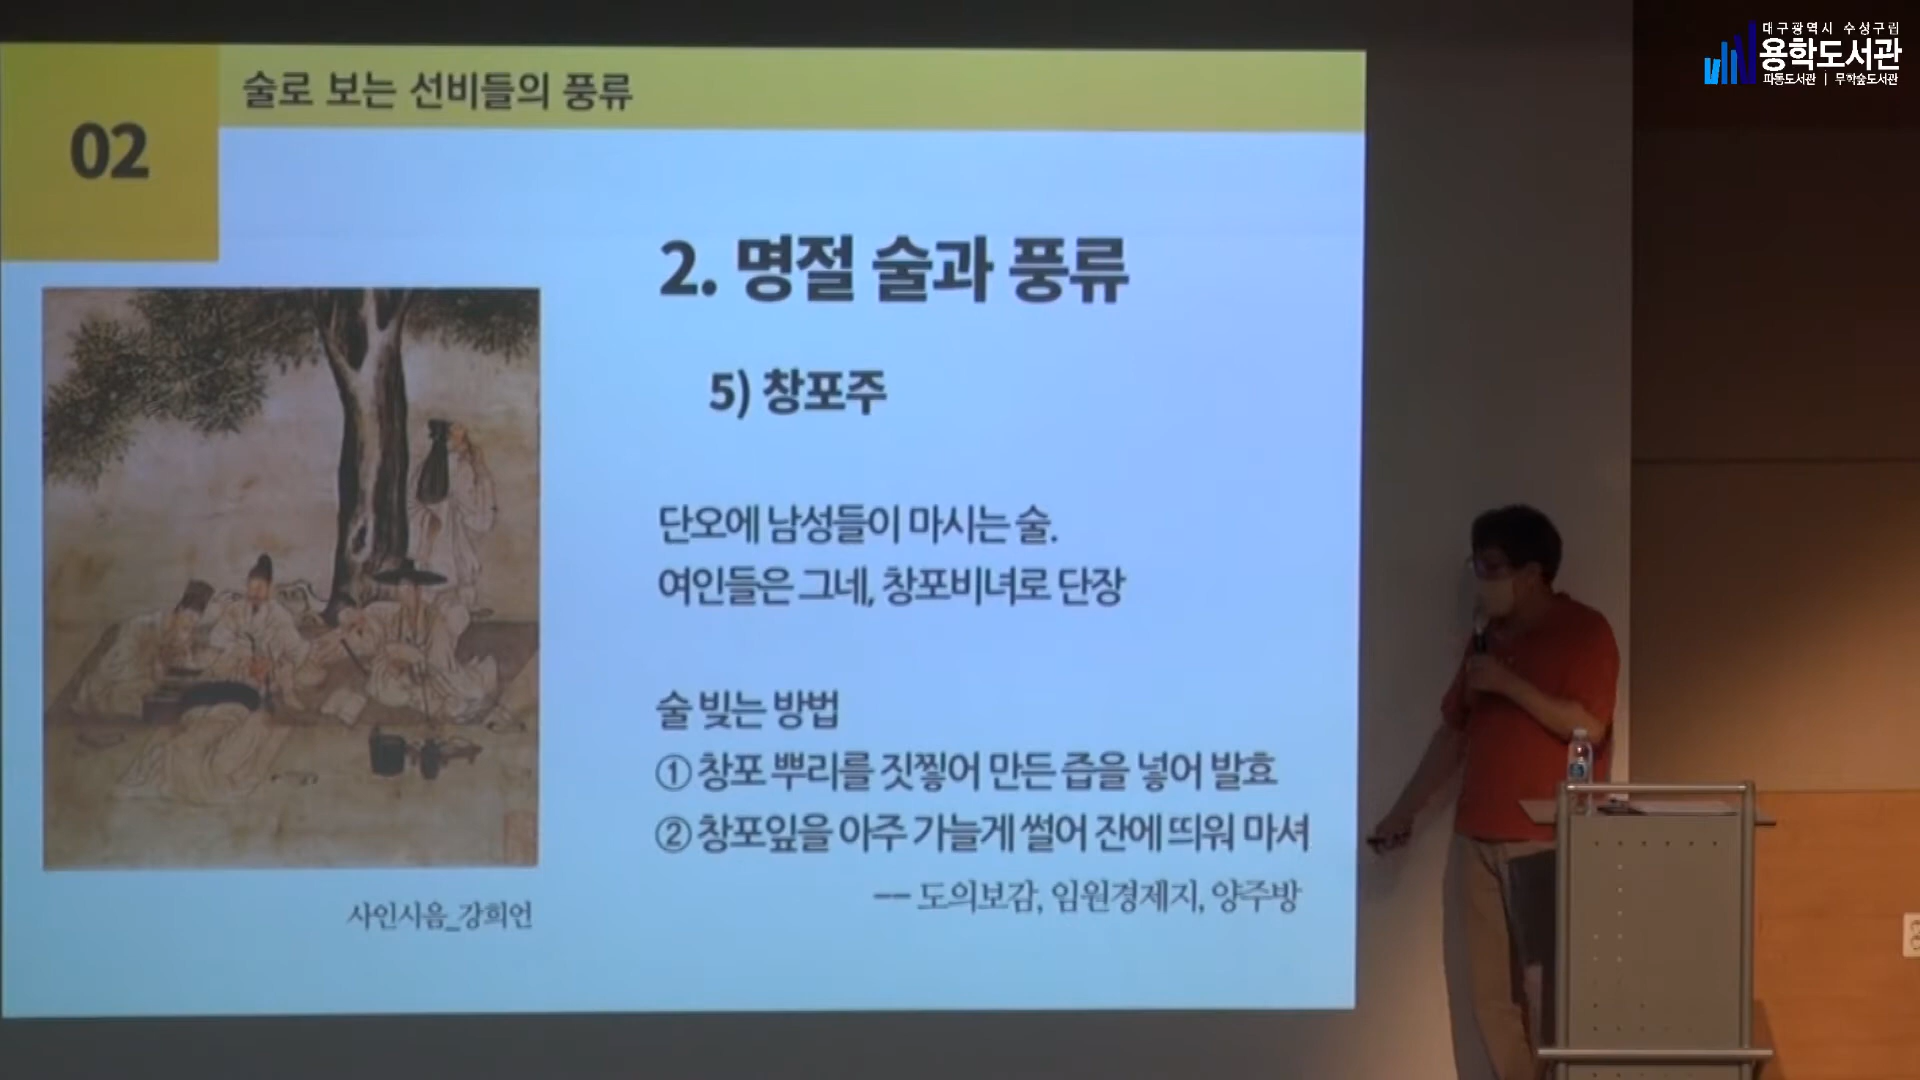 대구광역시 수성구립
용학도서관
파동도서관 | 무학숲도서관
02
술로 보는 선비들의 풍류
2. 명절 술과 풍류
5) 창포주
단오에 남성들이 마시는 술.
여인들은 그네, 창포비녀로 단장
술 빚는 방법
① 창포 뿌리를 짓찧어 만든 즙을 넣어 발효
② 창포잎을 아주 가늘게 썰어 잔에 띄워 마셔
-- 도의보감, 임원경제지, 양주방
사인시음_강희언